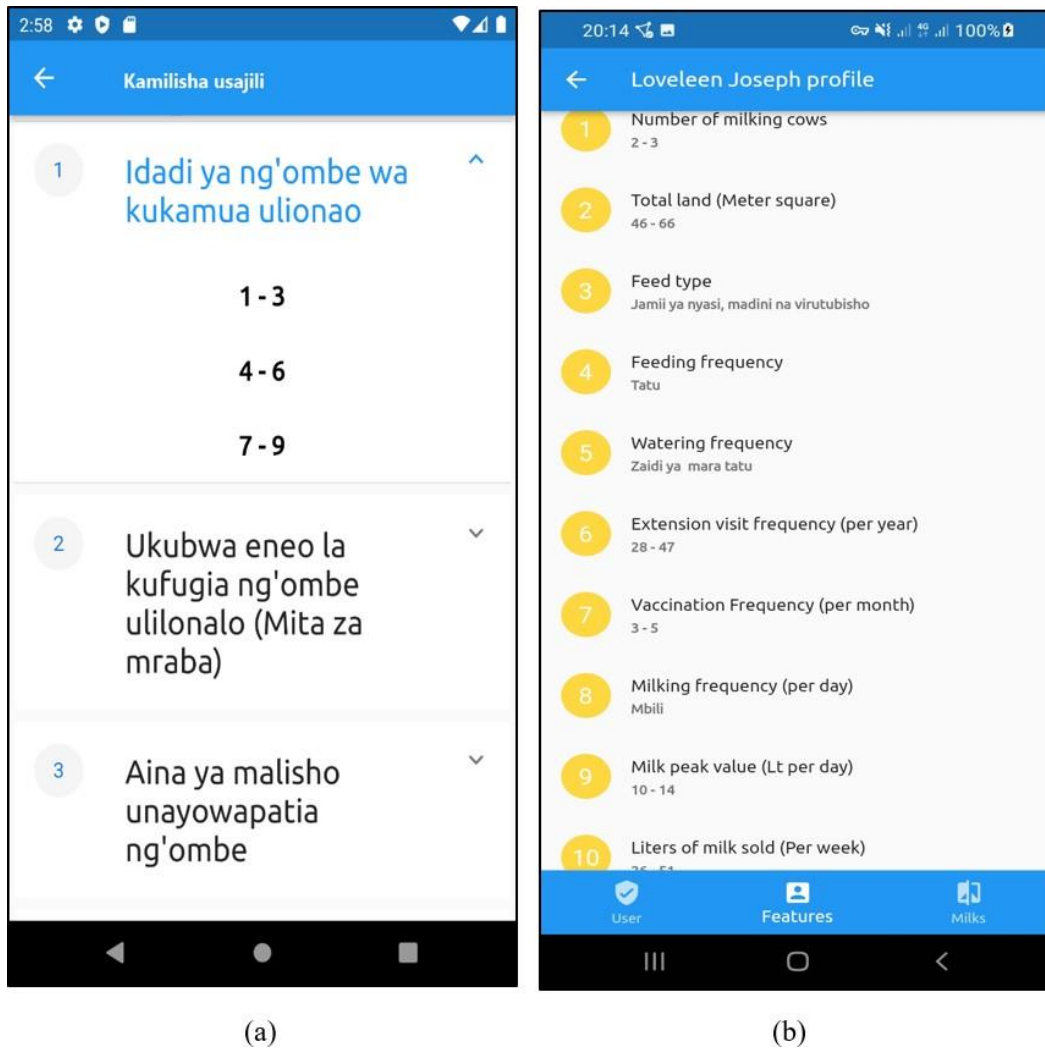 2:58
Kamilisha usajili
1
Idadi ya ng'ombe wa
kukamua ulionao
1 - 3
4 - 6
7 - 9
2
Ukubwa eneo la
kufugia ng'ombe
ulilonalo (Mita za
mraba)
3
Aina ya malisho
unayowapatia
ng'ombe
(a)
20:14 4G 100%
Loveleen Joseph profile
1
Number of milking cows
2 - 3
2
Total land (Meter square)
46 - 66
3
Feed type
Jamii ya nyasi, madini na virutubisho
4
Feeding frequency
Tatu
5
Watering frequency
Zaidi ya mara tatu
6
Extension visit frequency (per year)
28 - 47
7
Vaccination Frequency (per month)
3 - 5
8
Milking frequency (per day)
Mbili
9
Milk peak value (Lt per day)
10 - 14
10
Liters of milk sold (Per week)
User
Features
Milks
(b)